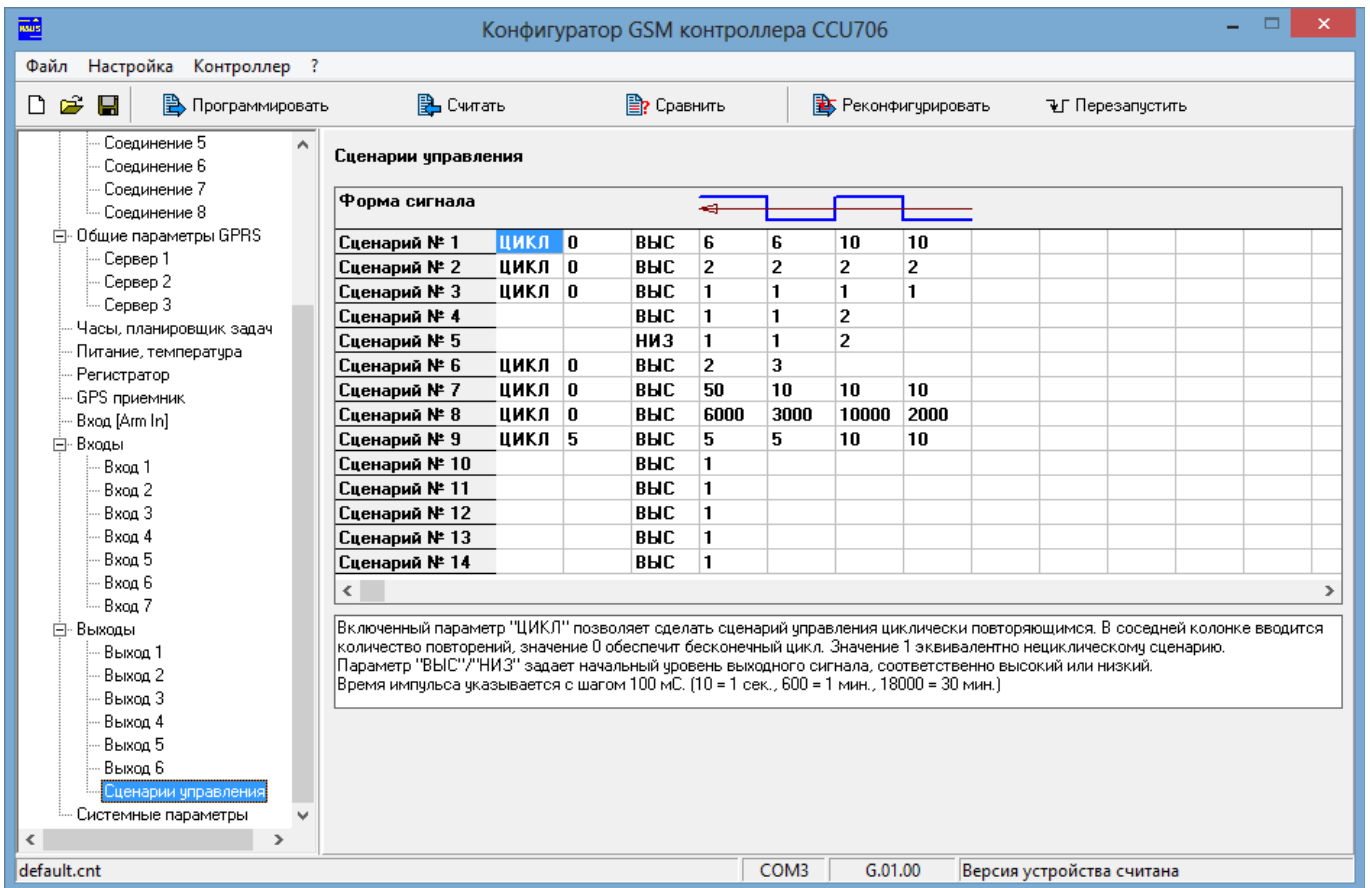 RADSEL
Конфигуратор GSM контроллера CCU706
Файл Настройка Контроллер ?
Программировать Считать Сравнить Реконфигурировать Перезапустить
Соединение 5
Соединение 6
Соединение 7
Соединение 8
Общие параметры GPRS
Сервер 1
Сервер 2
Сервер 3
Часы, планировщик задач
Питание, температура
Регистратор
GPS приемник
Вход [Arm In]
Входы
Вход 1
Вход 2
Вход 3
Вход 4
Вход 5
Вход 6
Вход 7
Выходы
Выход 1
Выход 2
Выход 3
Выход 4
Выход 5
Выход 6
Сценарии управления
Системные параметры
Сценарии управления
Форма сигнала
Сценарий № 1 ЦИКЛ 0 ВЫС 6 6 10 10
Сценарий № 2 ЦИКЛ 0 ВЫС 2 2 2 2
Сценарий № 3 ЦИКЛ 0 ВЫС 1 1 1 1
Сценарий № 4 ВЫС 1 1 2
Сценарий № 5 НИЗ 1 1 2
Сценарий № 6 ЦИКЛ 0 ВЫС 2 3
Сценарий № 7 ЦИКЛ 0 ВЫС 50 10 10 10
Сценарий № 8 ЦИКЛ 0 ВЫС 6000 3000 10000 2000
Сценарий № 9 ЦИКЛ 5 ВЫС 5 5 10 10
Сценарий № 10 ВЫС 1
Сценарий № 11 ВЫС 1
Сценарий № 12 ВЫС 1
Сценарий № 13 ВЫС 1
Сценарий № 14 ВЫС 1
Включенный параметр "ЦИКЛ" позволяет сделать сценарий управления циклически повторяющимся. В соседней колонке вводится
количество повторений, значение 0 обеспечит бесконечный цикл. Значение 1 эквивалентно нециклическому сценарию.
Параметр "ВЫС"/"НИЗ" задает начальный уровень выходного сигнала, соответственно высокий или низкий.
Время импульса указывается с шагом 100 мС. (10 = 1 сек., 600 = 1 мин., 18000 = 30 мин.)
default.cnt COM3 G.01.00 Версия устройства считана